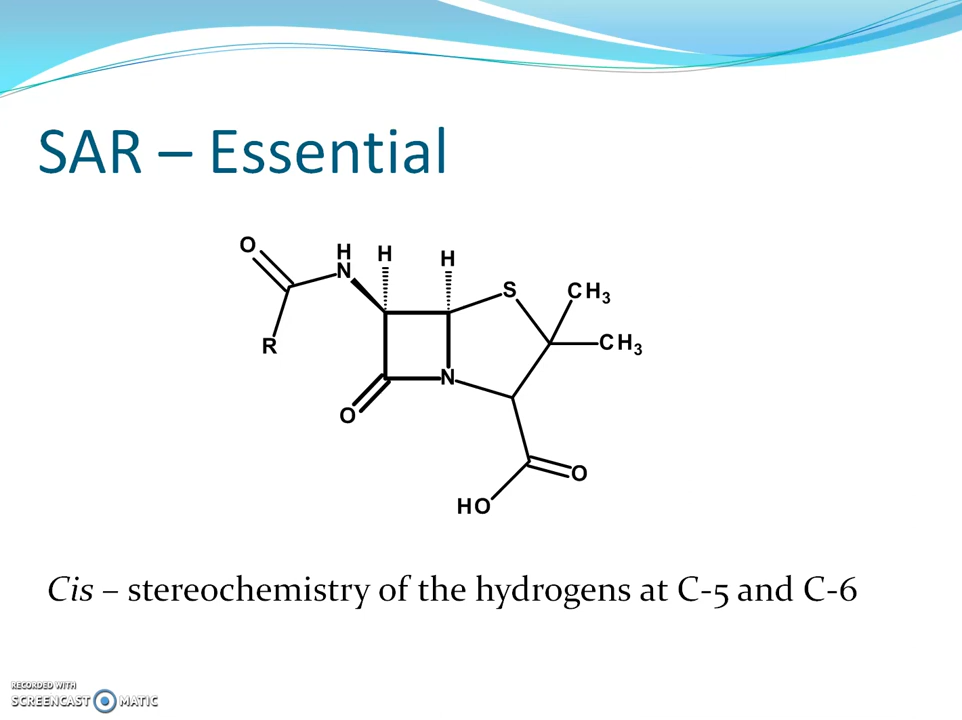 SAR – Essential
O
H
N
H
H
S
CH3
CH3
R
N
O
O
HO
Cis – stereochemistry of the hydrogens at C-5 and C-6
RECORDED WITH
SCREENCAST MATIC